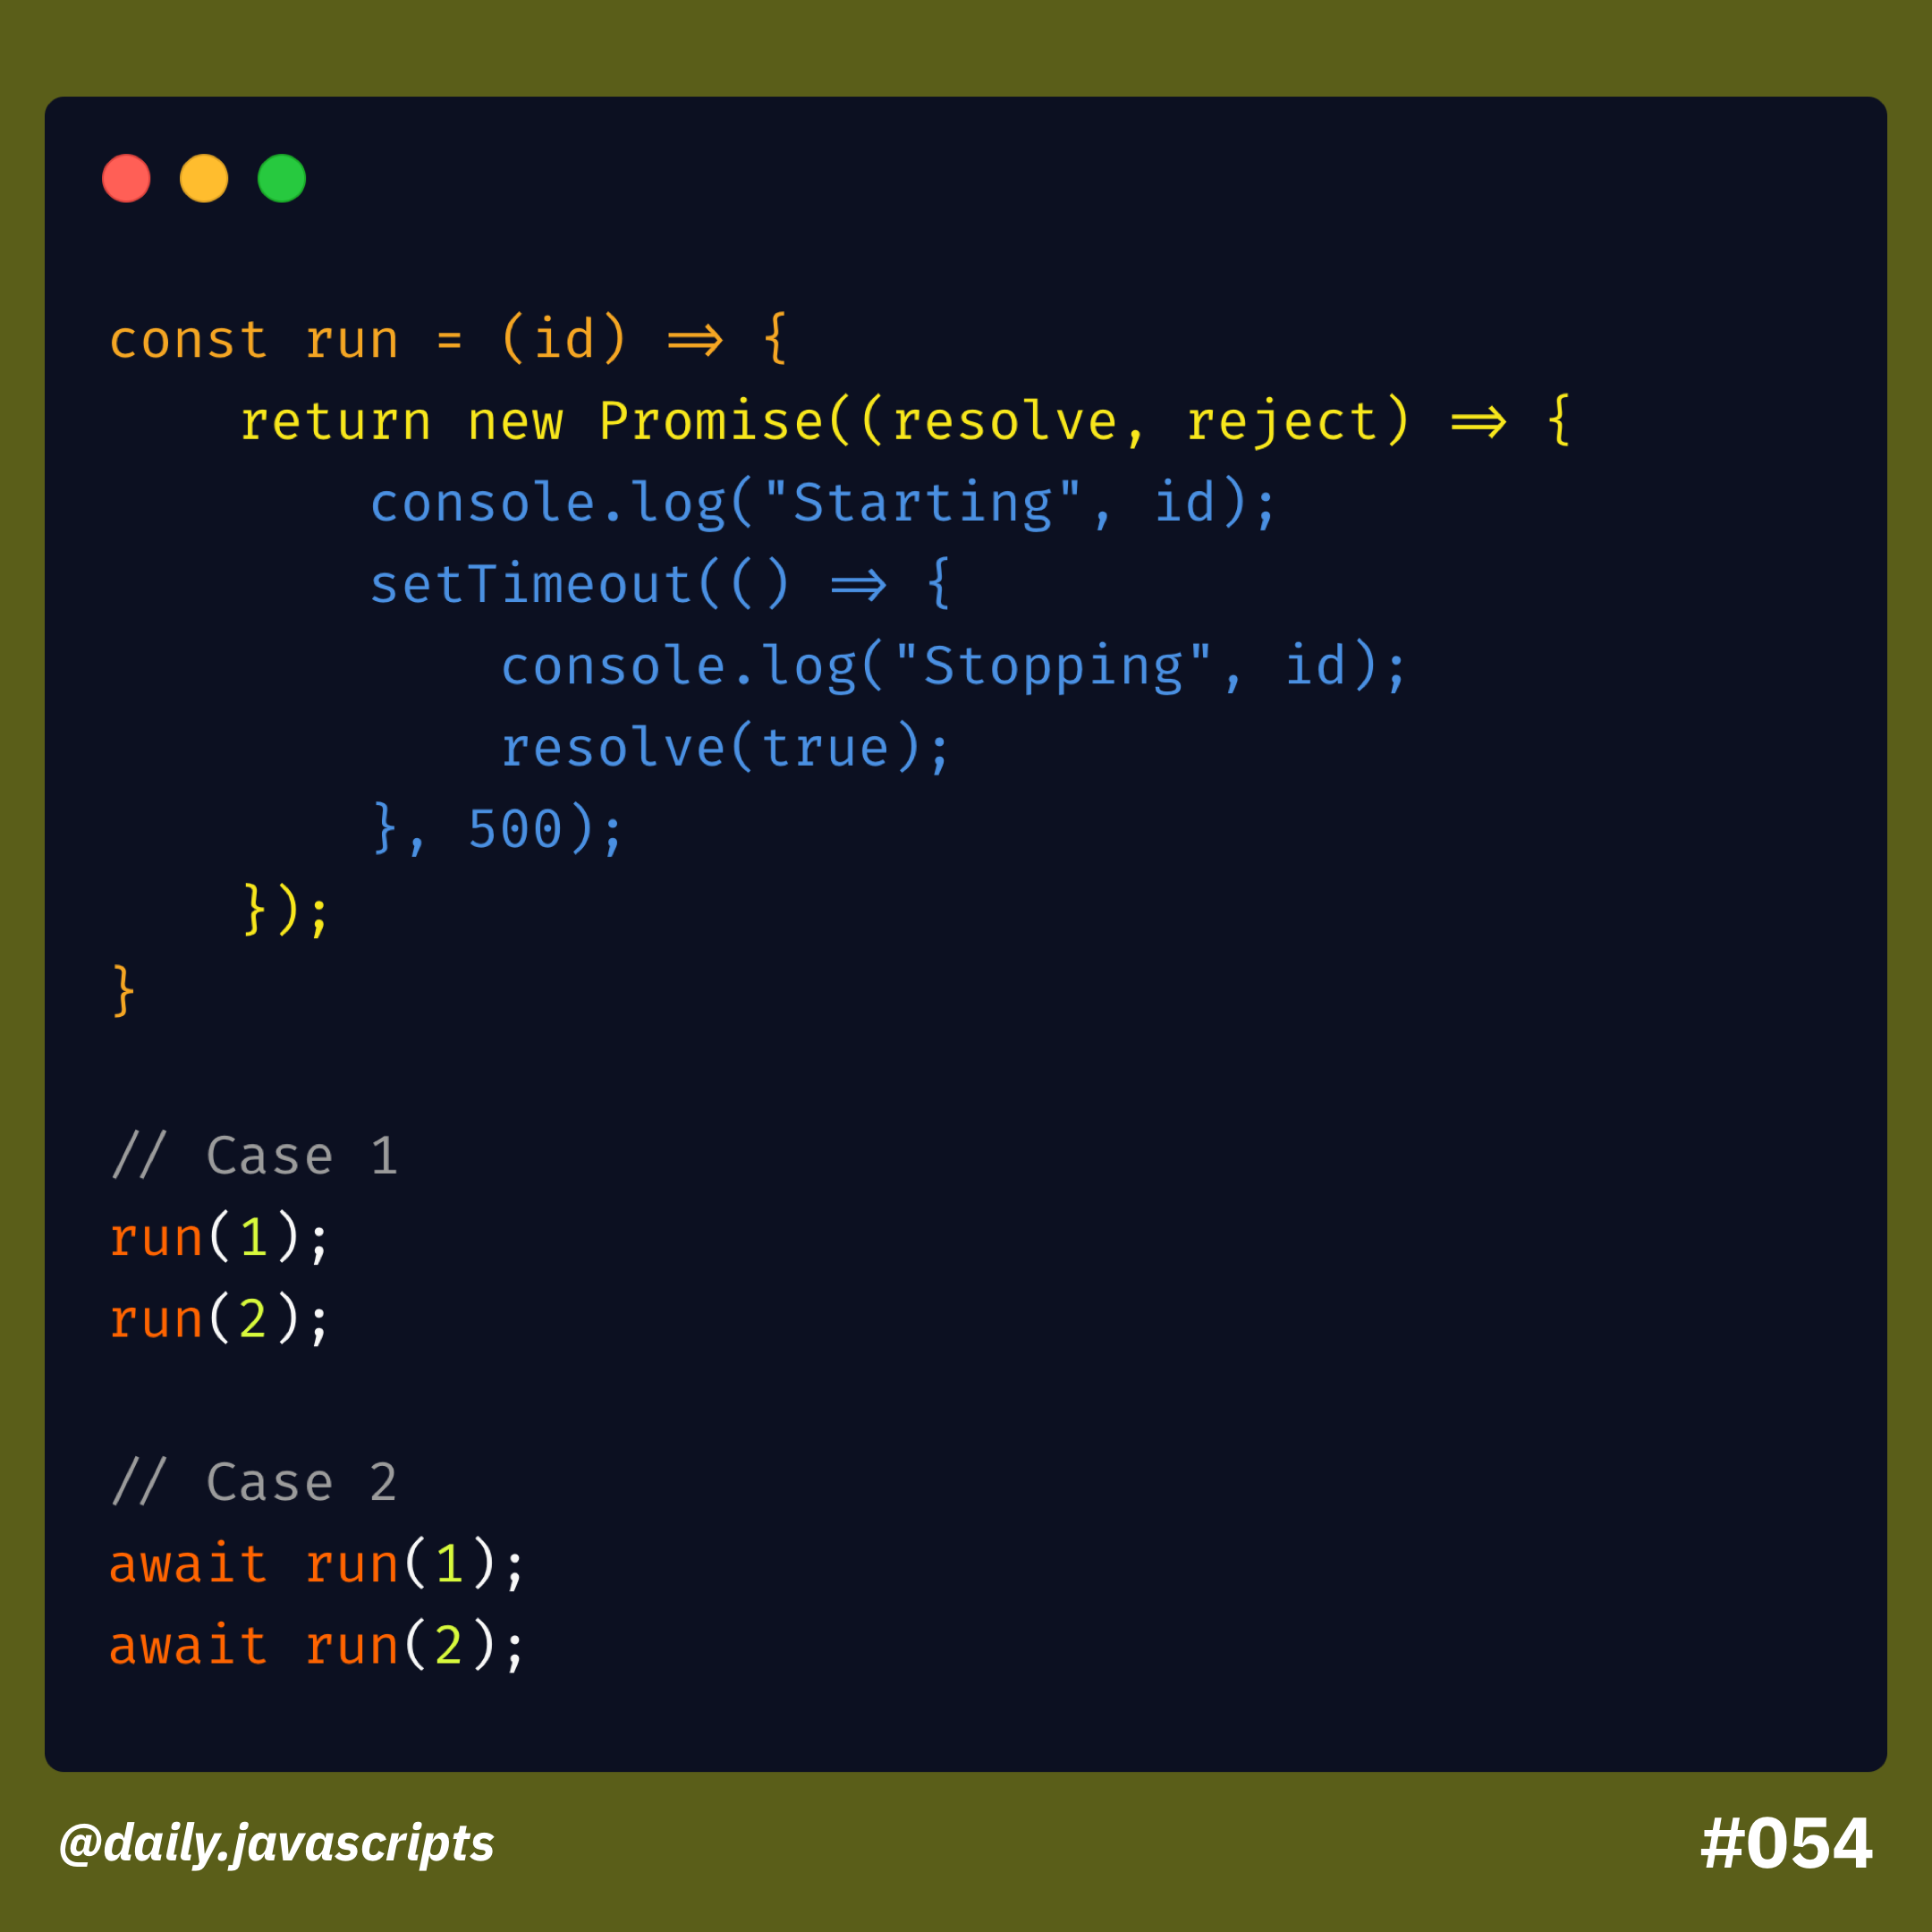 const run = (id) => {
    return new Promise((resolve, reject) => {
        console.log("Starting", id);
        setTimeout(() => {
            console.log("Stopping", id);
            resolve(true);
        }, 500);
    });
}
// Case 1
run(1);
run(2);
// Case 2
await run(1);
await run(2);
@daily.javascripts
#054